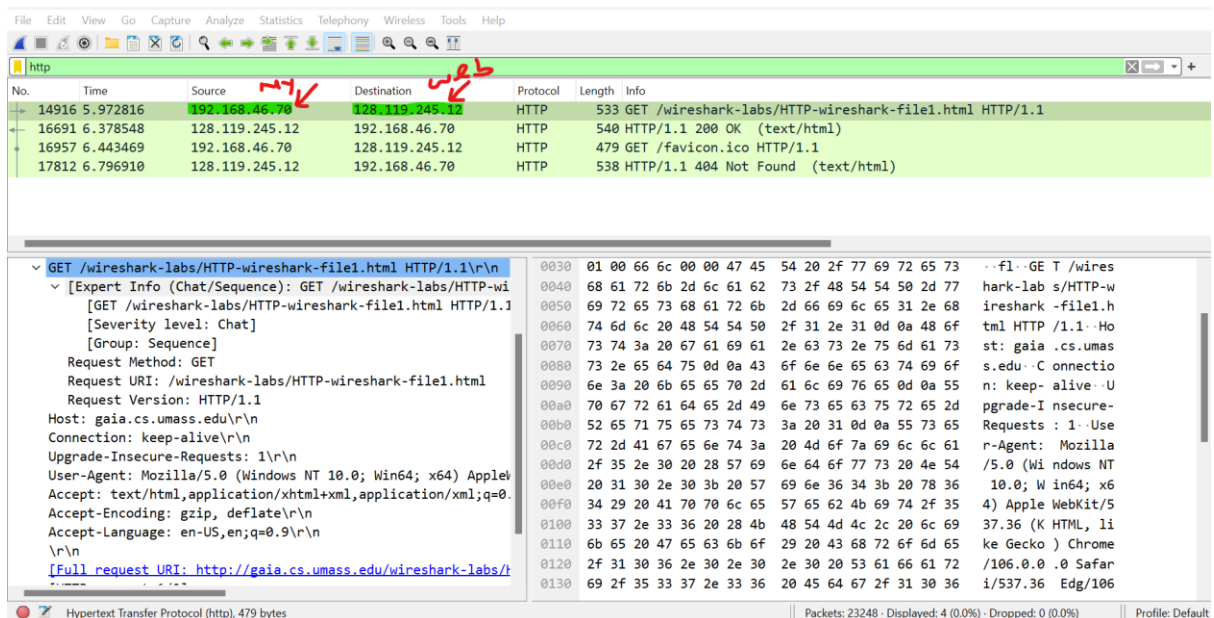 File Edit View Go Capture Analyze Statistics Telephony Wireless Tools Help
http
My web
No. Time Source Destination Protocol Length Info
14916 5.972816 192.168.46.70 128.119.245.12 HTTP 533 GET /wireshark-labs/HTTP-wireshark-file1.html HTTP/1.1
16691 6.378548 128.119.245.12 192.168.46.70 HTTP 540 HTTP/1.1 200 OK (text/html)
16957 6.443469 192.168.46.70 128.119.245.12 HTTP 479 GET /favicon.ico HTTP/1.1
17812 6.796910 128.119.245.12 192.168.46.70 HTTP 538 HTTP/1.1 404 Not Found (text/html)
GET /wireshark-labs/HTTP-wireshark-file1.html HTTP/1.1\r\n
[Expert Info (Chat/Sequence): GET /wireshark-labs/HTTP-wi
[GET /wireshark-labs/HTTP-wireshark-file1.html HTTP/1.1
[Severity level: Chat]
[Group: Sequence]
Request Method: GET
Request URI: /wireshark-labs/HTTP-wireshark-file1.html
Request Version: HTTP/1.1
Host: gaia.cs.umass.edu\r\n
Connection: keep-alive\r\n
Upgrade-Insecure-Requests: 1\r\n
User-Agent: Mozilla/5.0 (Windows NT 10.0; Win64; x64) AppleW
Accept: text/html,application/xhtml+xml,application/xml;q=0.
Accept-Encoding: gzip, deflate\r\n
Accept-Language: en-US,en;q=0.9\r\n
\r\n
[Full request URI: http://gaia.cs.umass.edu/wireshark-labs/H
0030 01 00 66 6c 00 00 47 45 54 20 2f 77 69 72 65 73 ··fl··GE T /wires
0040 68 61 72 6b 2d 6c 61 62 73 2f 48 54 54 50 2d 77 hark-lab s/HTTP-w
0050 69 72 65 73 68 61 72 6b 2d 66 69 6c 65 31 2e 68 ireshark -file1.h
0060 74 6d 6c 20 48 54 54 50 2f 31 2e 31 0d 0a 48 6f tml HTTP /1.1··Ho
0070 73 74 3a 20 67 61 69 61 2e 63 73 2e 75 6d 61 73 st: gaia .cs.umas
0080 73 2e 65 64 75 0d 0a 43 6f 6e 6e 65 63 74 69 6f s.edu··C onnectio
0090 6e 3a 20 6b 65 65 70 2d 61 6c 69 76 65 0d 0a 55 n: keep- alive··U
00a0 70 67 72 61 64 65 2d 49 6e 73 65 63 75 72 65 2d pgrade-I nsecure-
00b0 52 65 71 75 65 73 74 73 3a 20 31 0d 0a 55 73 65 Requests : 1··Use
00c0 72 2d 41 67 65 6e 74 3a 20 4d 6f 7a 69 6c 6c 61 r-Agent: Mozilla
00d0 2f 35 2e 30 20 28 57 69 6e 64 6f 77 73 20 4e 54 /5.0 (Wi ndows NT
00e0 20 31 30 2e 30 3b 20 57 69 6e 36 34 3b 20 78 36 10.0; W in64; x6
00f0 34 29 20 41 70 70 6c 65 57 65 62 4b 69 74 2f 35 4) Apple WebKit/5
0100 33 37 2e 33 36 20 28 4b 48 54 4d 4c 2c 20 6c 69 37.36 (K HTML, li
0110 6b 65 20 47 65 63 6b 6f 29 20 43 68 72 6f 6d 65 ke Gecko ) Chrome
0120 2f 31 30 36 2e 30 2e 30 2e 30 20 53 61 66 61 72 /106.0.0 .0 Safar
0130 69 2f 35 33 37 2e 33 36 20 45 64 67 2f 31 30 36 i/537.36 Edg/106
Hypertext Transfer Protocol (http), 479 bytes Packets: 23248 · Displayed: 4 (0.0%) · Dropped: 0 (0.0%) Profile: Default